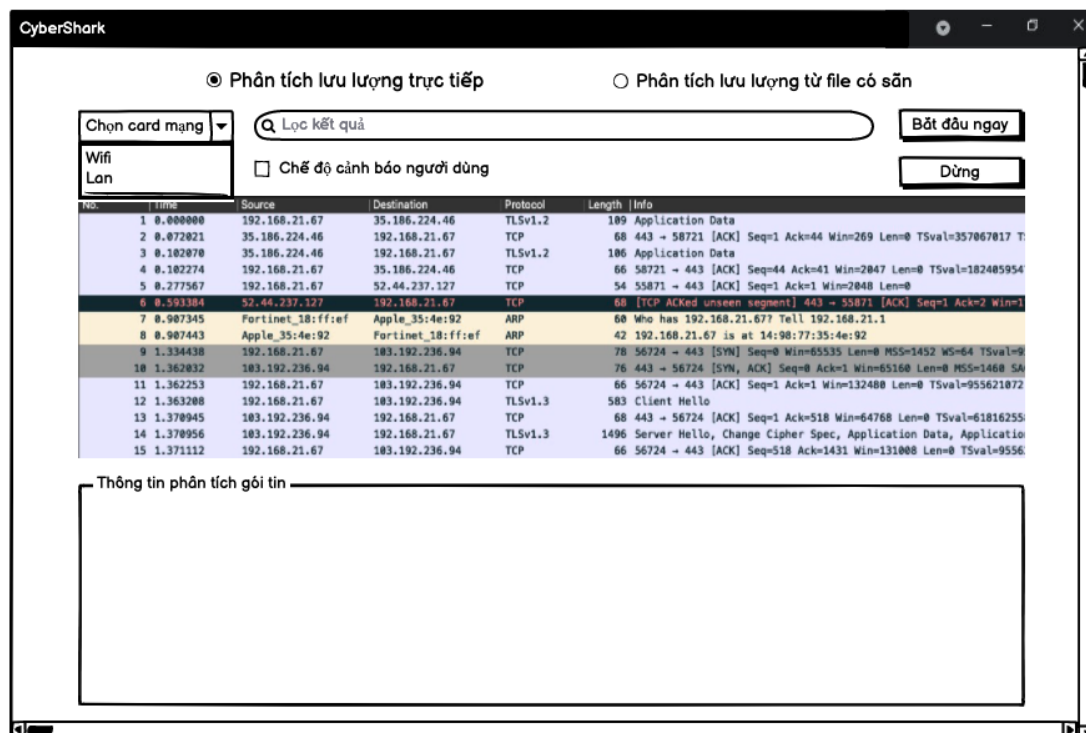 CyberShark
Phân tích lưu lượng trực tiếp Phân tích lưu lượng từ file có sẵn
Chọn card mạng Lọc kết quả Bắt đầu ngay
Wifi
Lan
Chế độ cảnh báo người dùng Dừng
No. Time Source Destination Protocol Length Info
1 0.000000 192.168.21.67 35.186.224.46 TLSv1.2 109 Application Data
2 0.072021 35.186.224.46 192.168.21.67 TCP 68 443 → 58721 [ACK] Seq=1 Ack=44 Win=269 Len=0 TSval=357067017 T
3 0.102070 35.186.224.46 192.168.21.67 TLSv1.2 106 Application Data
4 0.102274 192.168.21.67 35.186.224.46 TCP 66 58721 → 443 [ACK] Seq=44 Ack=41 Win=2047 Len=0 TSval=182405954
5 0.277567 192.168.21.67 52.44.237.127 TCP 54 55871 → 443 [ACK] Seq=1 Ack=1 Win=2048 Len=0
6 0.593384 52.44.237.127 192.168.21.67 TCP 68 [TCP ACKed unseen segment] 443 → 55871 [ACK] Seq=1 Ack=2 Win=1
7 0.907345 Fortinet_18:ff:ef Apple_35:4e:92 ARP 60 Who has 192.168.21.67? Tell 192.168.21.1
8 0.907443 Apple_35:4e:92 Fortinet_18:ff:ef ARP 42 192.168.21.67 is at 14:98:77:35:4e:92
9 1.334438 192.168.21.67 103.192.236.94 TCP 78 56724 → 443 [SYN] Seq=0 Win=65535 Len=0 MSS=1452 WS=64 TSval=9
10 1.362032 103.192.236.94 192.168.21.67 TCP 76 443 → 56724 [SYN, ACK] Seq=0 Ack=1 Win=65160 Len=0 MSS=1460 SA
11 1.362253 192.168.21.67 103.192.236.94 TCP 66 56724 → 443 [ACK] Seq=1 Ack=1 Win=132480 Len=0 TSval=955621072
12 1.363208 192.168.21.67 103.192.236.94 TLSv1.3 583 Client Hello
13 1.370945 103.192.236.94 192.168.21.67 TCP 68 443 → 56724 [ACK] Seq=1 Ack=518 Win=64768 Len=0 TSval=61816255
14 1.370956 103.192.236.94 192.168.21.67 TLSv1.3 1496 Server Hello, Change Cipher Spec, Application Data, Applicatio
15 1.371112 192.168.21.67 103.192.236.94 TCP 66 56724 → 443 [ACK] Seq=518 Ack=1431 Win=131008 Len=0 TSval=9556
Thông tin phân tích gói tin